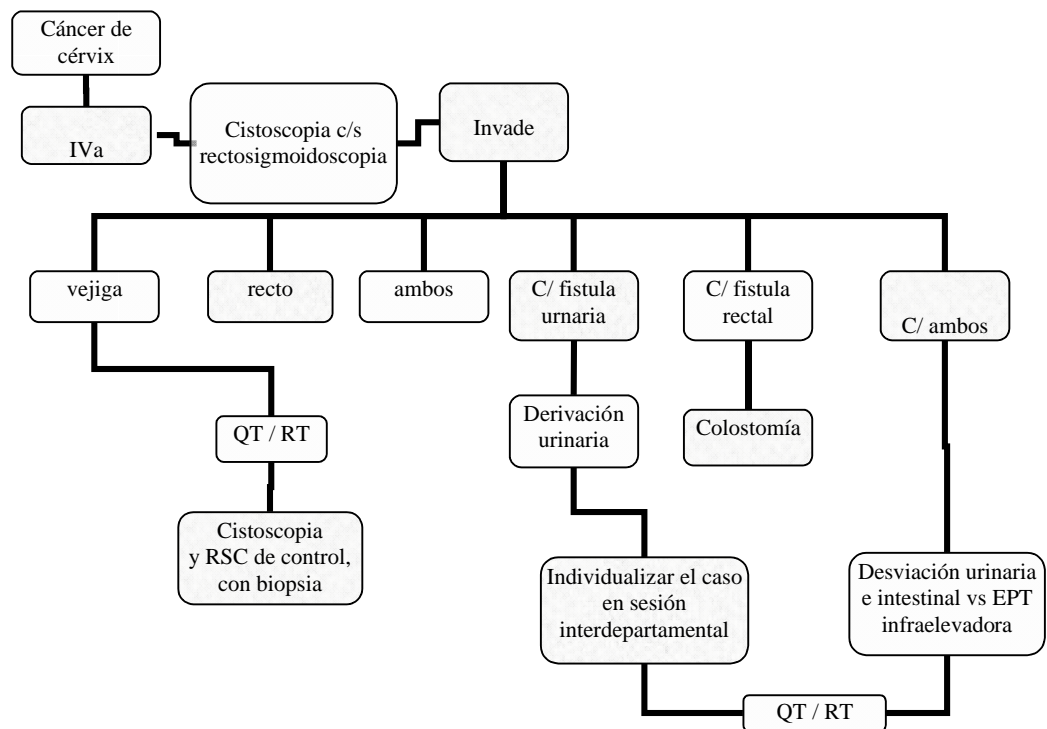 Cáncer de
cérvix
IVa
Cistoscopia c/s
rectosigmoidoscopia
Invade
vejiga
recto
ambos
C/ fistula
urnaria
C/ fistula
rectal
C/ ambos
QT / RT
Cistoscopia
y RSC de control,
con biopsia
Derivación
urinaria
Colostomía
Individualizar el caso
en sesión
interdepartamental
Desviación urinaria
e intestinal vs EPT
infraelevadora
QT / RT